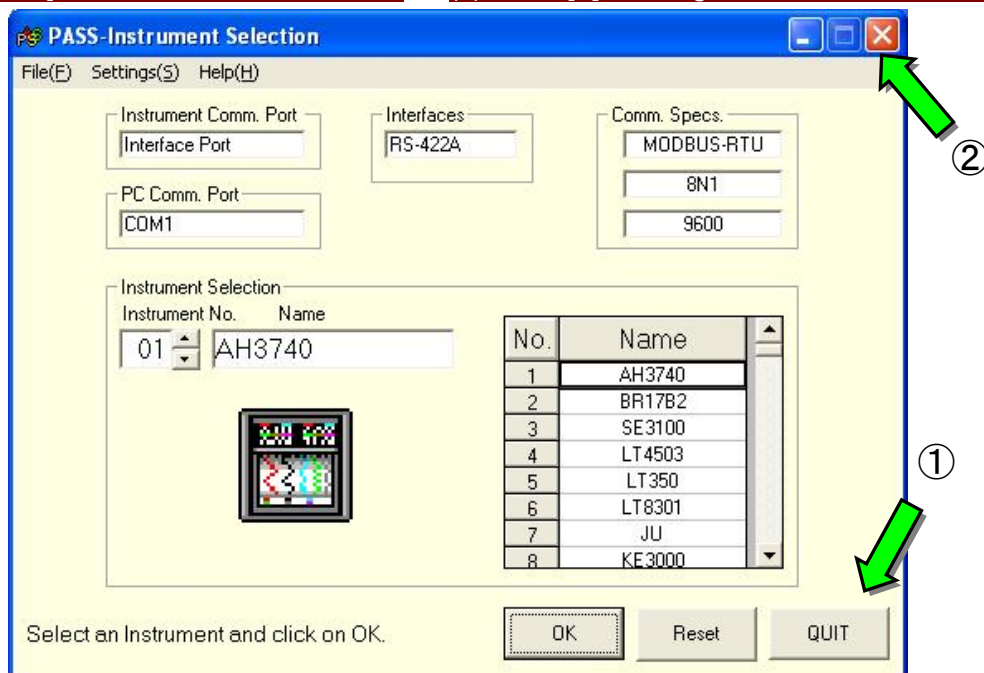 PASS-Instrument Selection
File(F) Settings(S) Help(H)
Instrument Comm. Port
Interface Port
Interfaces
RS-422A
Comm. Specs.
MODBUS-RTU
8N1
9600
②
PC Comm. Port
COM1
Instrument Selection
Instrument No. Name
01 AH3740
No. Name
1 AH3740
2 BR17B2
3 SE3100
4 LT4503
5 LT350
6 LT8301
7 JU
8 KE3000
①
Select an Instrument and click on OK.
OK Reset QUIT